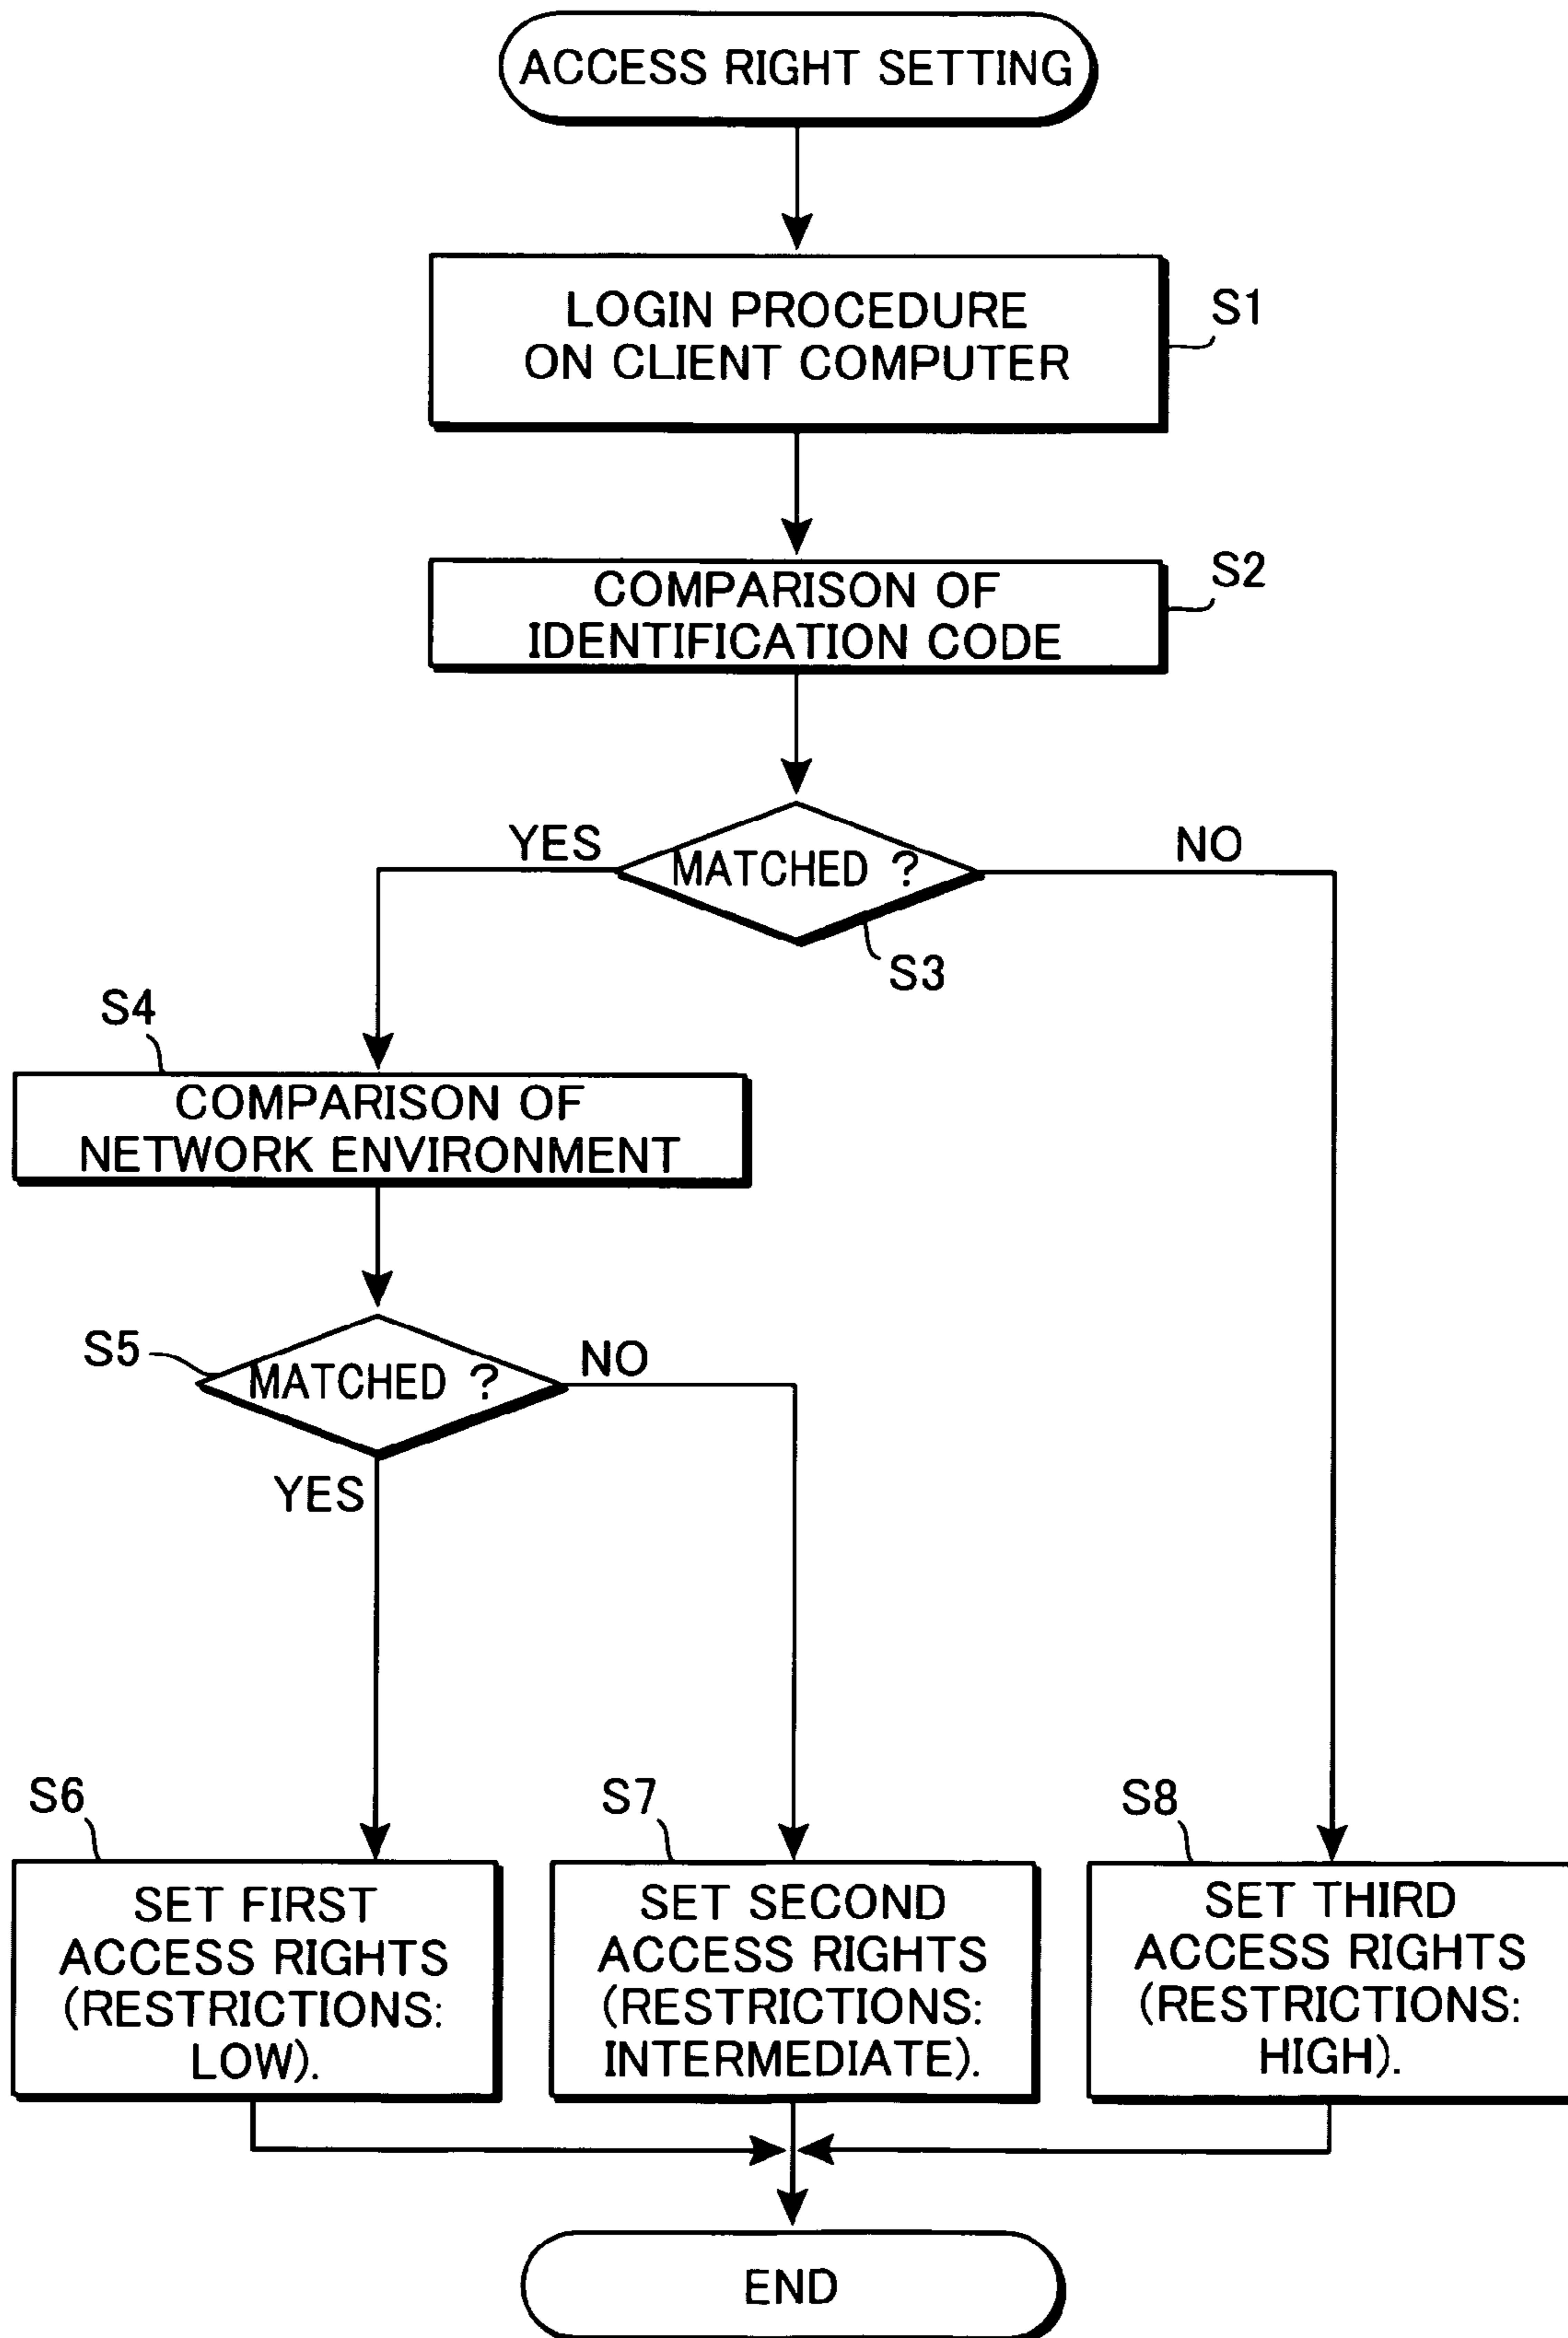 ACCESS RIGHT SETTING
LOGIN PROCEDURE
ON CLIENT COMPUTER
S1
COMPARISON OF
IDENTIFICATION CODE
S2
YES
MATCHED ?
NO
S3
S4
COMPARISON OF
NETWORK ENVIRONMENT
S5
MATCHED ?
NO
YES
S6
SET FIRST
ACCESS RIGHTS
(RESTRICTIONS:
LOW).
S7
SET SECOND
ACCESS RIGHTS
(RESTRICTIONS:
INTERMEDIATE).
S8
SET THIRD
ACCESS RIGHTS
(RESTRICTIONS:
HIGH).
END